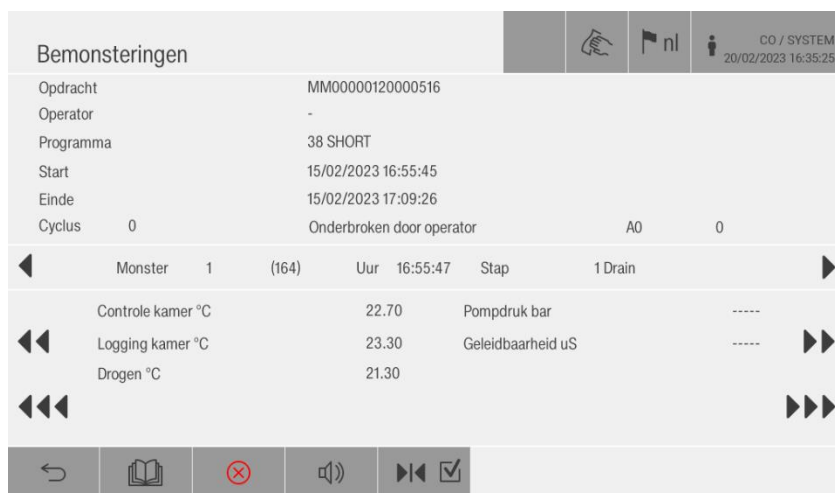 Bemonsteringen nl CO / SYSTEM
20/02/2023 16:35:25
Opdracht MM00000120000516
Operator -
Programma 38 SHORT
Start 15/02/2023 16:55:45
Einde 15/02/2023 17:09:26
Cyclus 0 Onderbroken door operator A0 0
Monster 1 (164) Uur 16:55:47 Stap 1 Drain
Controle kamer °C 22.70 Pompdruk bar -----
Logging kamer °C 23.30 Geleidbaarheid uS -----
Drogen °C 21.30